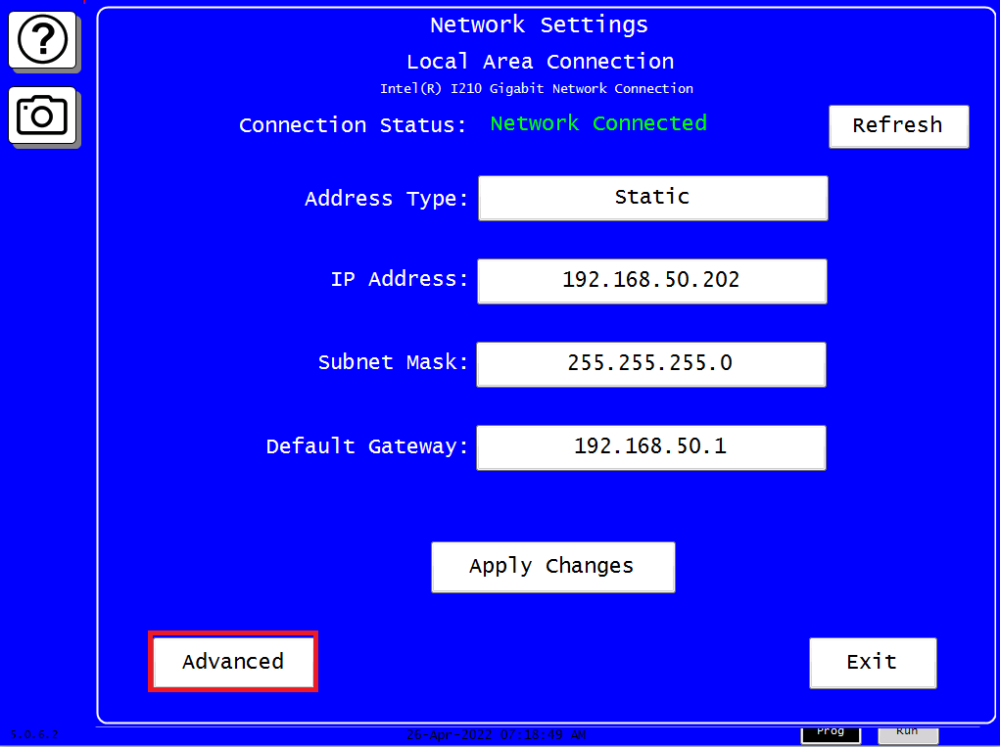 ?
Network Settings
Local Area Connection
Intel(R) I210 Gigabit Network Connection
Connection Status: Network Connected
Refresh
Address Type: Static
IP Address: 192.168.50.202
Subnet Mask: 255.255.255.0
Default Gateway: 192.168.50.1
Apply Changes
Advanced
Exit
5.0.6.2
26-Apr-2022 07:18:49 AM
Prog
Run